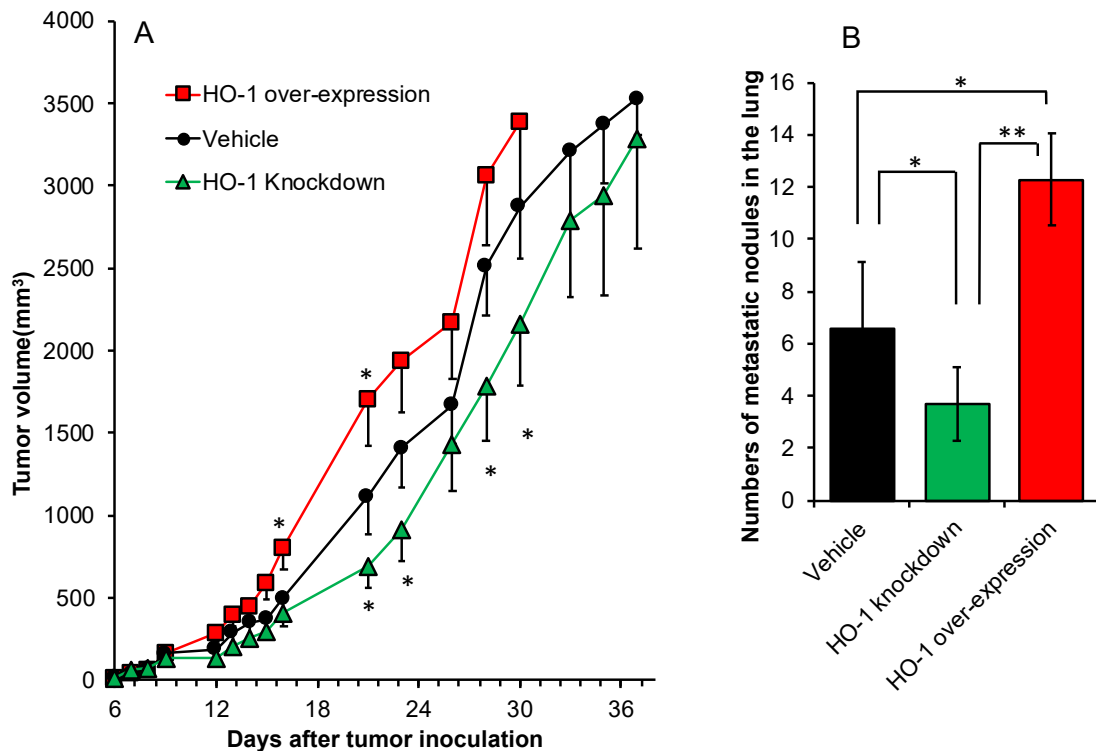 A
HO-1 over-expression
Vehicle
HO-1 Knockdown
Tumor volume(mm³)
4000
3500
3000
2500
2000
1500
1000
500
0
* * * * * *
6 12 18 24 30 36
Days after tumor inoculation
B
Numbers of metastatic nodules in the lung
16
14
12
10
8
6
4
2
0
*
**
*
Vehicle
HO-1 knockdown
HO-1 over-expression